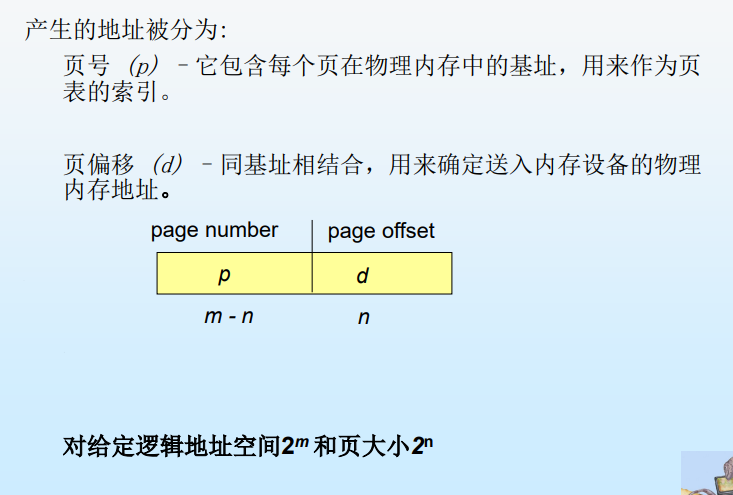 产生的地址被分为:
页号 (p) – 它包含每个页在物理内存中的基址，用来作为页
表的索引。
页偏移 (d) – 同基址相结合，用来确定送入内存设备的物理
内存地址。
page number page offset
p d
m - n n
对给定逻辑地址空间2m 和页大小2n